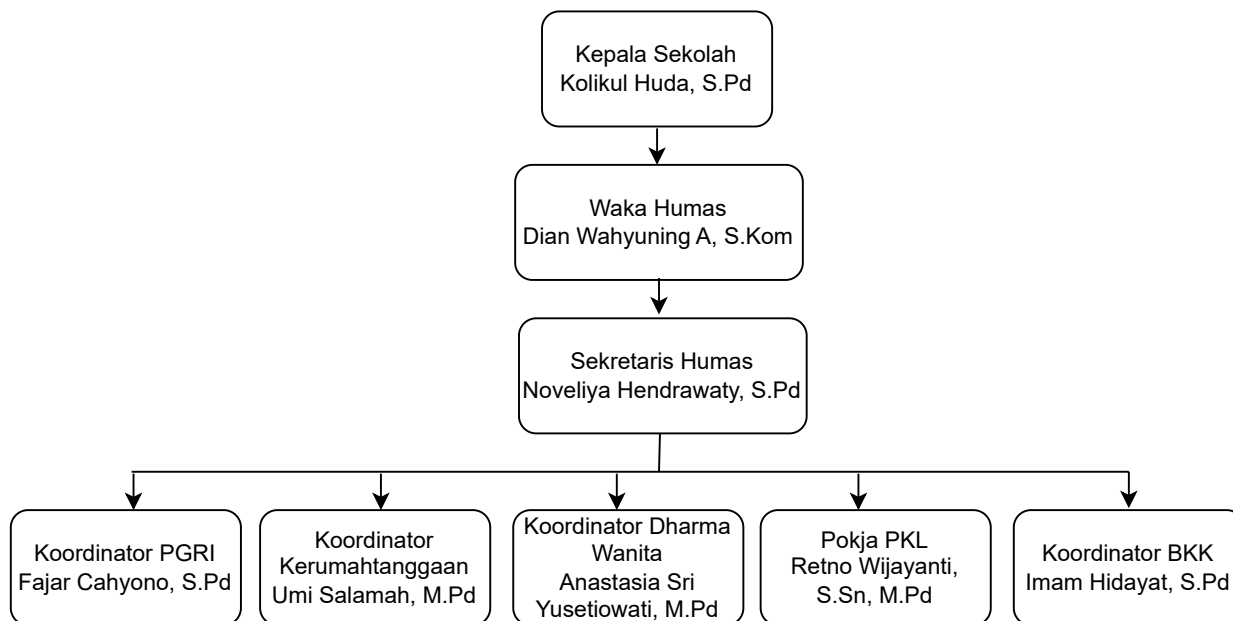 Kepala Sekolah
Kolikul Huda, S.Pd
Waka Humas
Dian Wahyuning A, S.Kom
Sekretaris Humas
Noveliya Hendrawaty, S.Pd
Koordinator PGRI
Fajar Cahyono, S.Pd
Koordinator
Kerumahtanggaan
Umi Salamah, M.Pd
Koordinator Dharma
Wanita
Anastasia Sri
Yusetiowati, M.Pd
Pokja PKL
Retno Wijayanti,
S.Sn, M.Pd
Koordinator BKK
Imam Hidayat, S.Pd